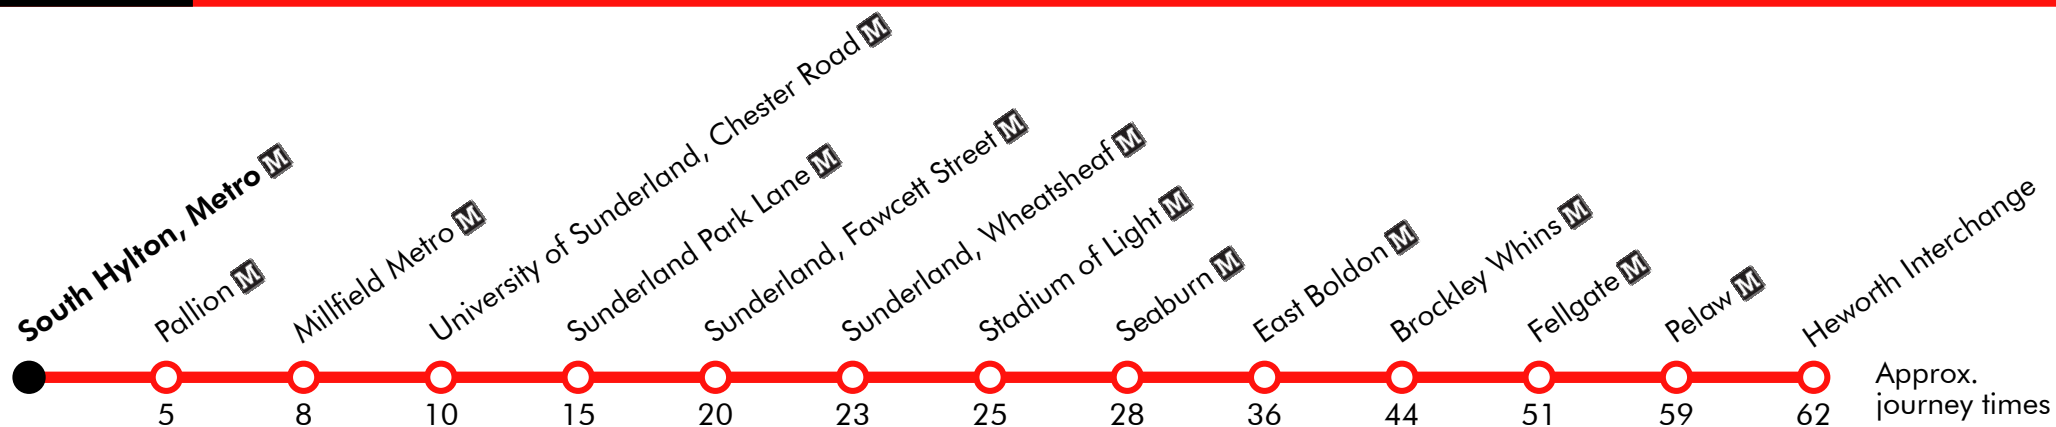 South Hylton, Metro M
Pallion M
Millfield Metro M
University of Sunderland, Chester Road M
Sunderland Park Lane M
Sunderland, Fawcett Street M
Sunderland, Wheatsheaf M
Stadium of Light M
Seaburn M
East Boldon M
Brockley Whins M
Fellgate M
Pelaw M
Heworth Interchange
5 8 10 15 20 23 25 28 36 44 51 59 62
Approx.
journey times